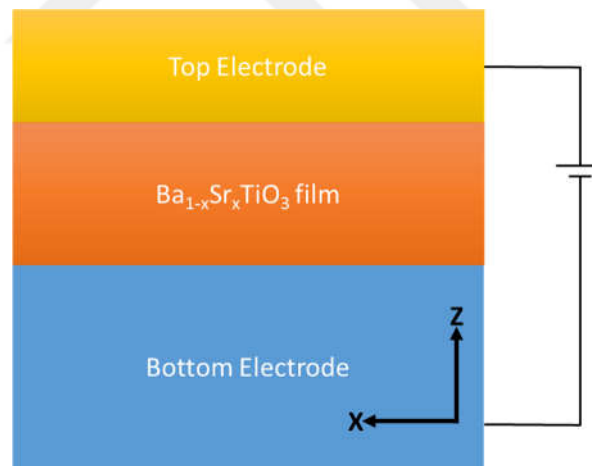 Top Electrode
Ba₁₋ₓSrₓTiO₃ film
Z
Bottom Electrode
X